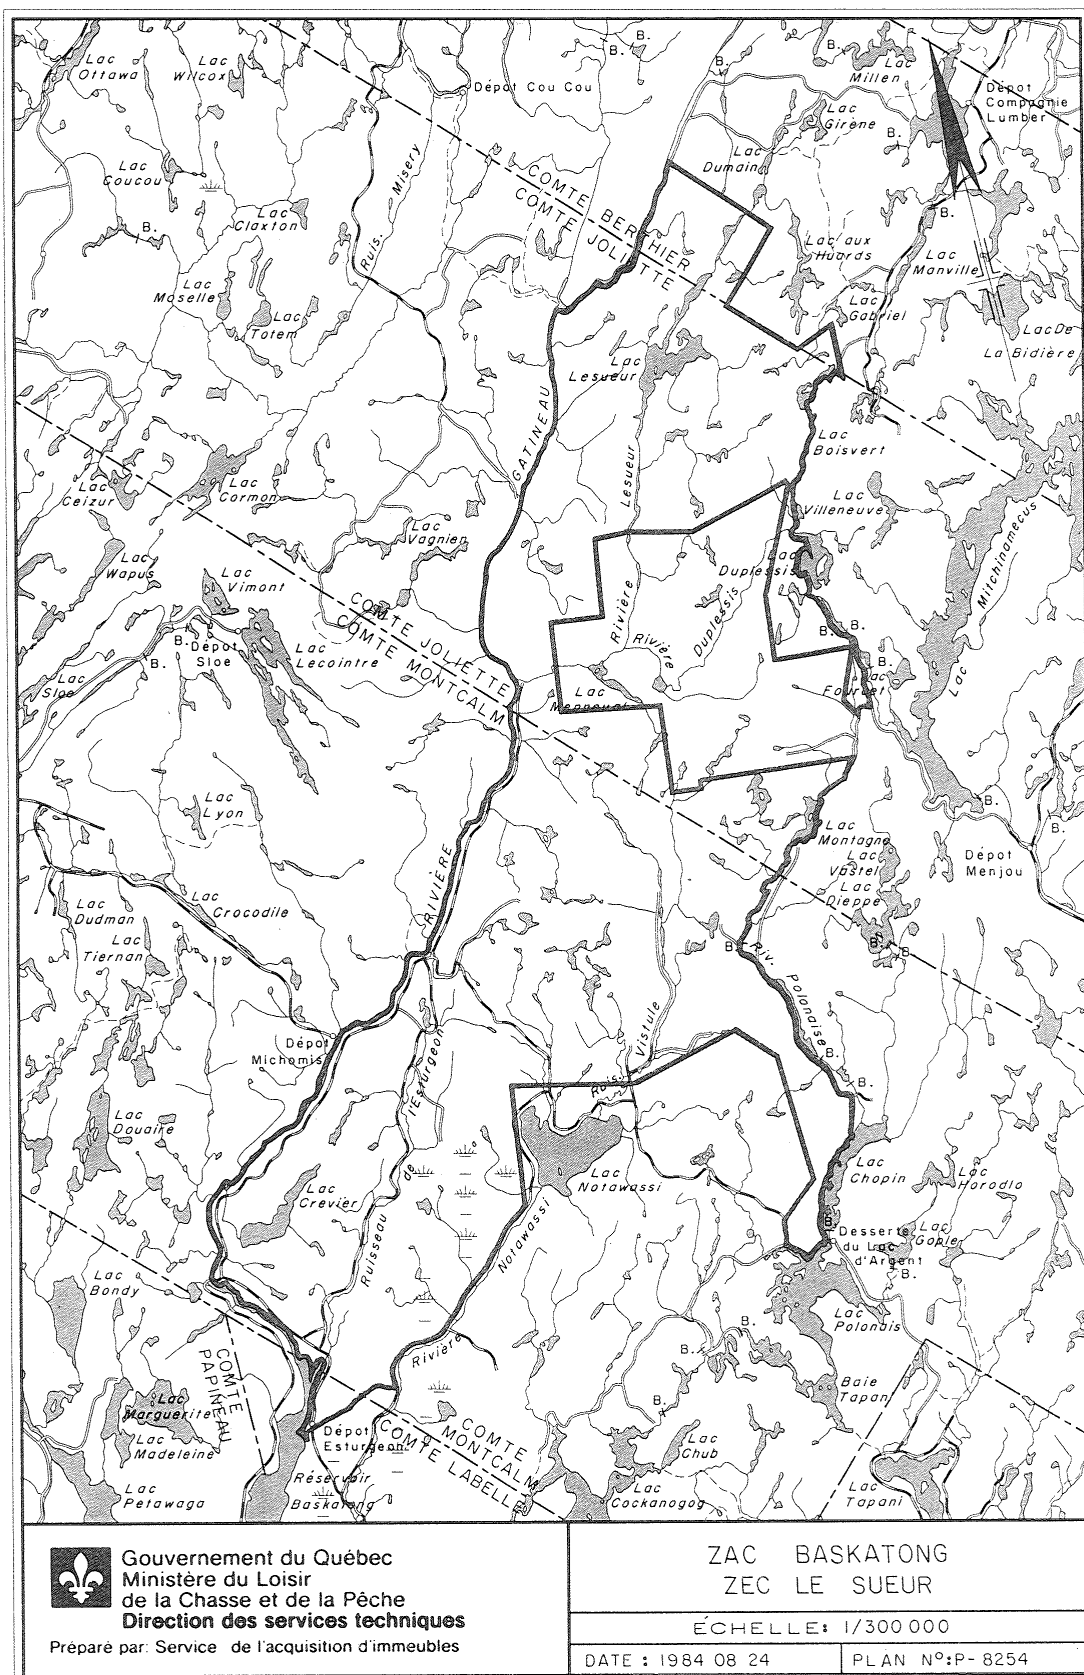 Lac
Ottawa
Lac
Wilcox
Dépot Cou Cou
B.
B.
B.
B.
Lac
Millen
Dépot
Compagnie
Lumber
Lac
Girène
B.
Lac
Dumain
Lac
Coucou
Ruis. Misery
COMTE BERTHIER
COMTE JOLIETTE
Lac
Claxton
B.
B.
Lac aux
Huards
Lac
Manville
Lac
Moselle
Lac
Totem
Lac
Gabriel
Lac De
La Bidière
Lac
Lesueur
GATINEAU
Lac
Boisvert
Lesueur
Lac
Ceizur
Lac
Cormon
Lac
Villeneuve
Lac
Vagnien
Lac
Wapus
Lac
Vimont
Lac
Duplessis
Lac Mitchinamecus
COMTE JOLIETTE
COMTE MONTCALM
Rivière
Rivière
Duplessis
B.
B.
B.
Dépot
Sloe
B.
Lac
Lecointre
B.
Lac
Sloe
Lac
Fourcet
Lac
Lac
Lyon
B.
B.
Lac
Montagne
Lac
Vastel
Lac
Dieppe
Dépot
Menjou
RIVIÈRE
Lac
Crocodile
Lac
Dudman
Lac
Tiernan
B.
B.
B.
Riv. Polonaise
Dépot
Michomis
Ruis. Vistule
B.
B.
Ruisseau de l'Esturgeon
Lac
Douaire
Lac
Notawassi
Lac
Chopin
Lac
Horodlo
Lac
Crevier
B.
Desserte
du Lac
d'Argent
Lac
Gople
B.
Rivière Notawassi
Lac
Bondy
Lac
Polonais
B.
B.
COMTE
PAPINEAU
Baie
Tapani
B.
Lac
Marguerite
Lac
Madeleine
Dépot
Esturgeon
COMTE
MONTCALM
COMTE LABELLE
Lac
Chub
Lac
Petawaga
Réservoir
Baskatong
Lac
Cockanogog
Lac
Tapani
Gouvernement du Québec
Ministère du Loisir
de la Chasse et de la Pêche
Direction des services techniques
Préparé par: Service de l'acquisition d'immeubles
ZAC BASKATONG
ZEC LE SUEUR
ÉCHELLE: 1/300 000
DATE : 1984 08 24
PLAN Nº:P-8254